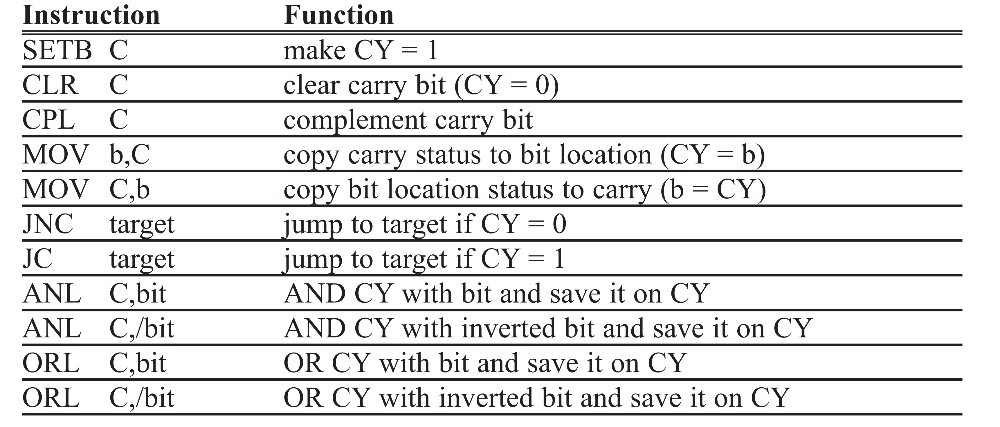 Instruction Function
SETB C make CY = 1
CLR C clear carry bit (CY = 0)
CPL C complement carry bit
MOV b,C copy carry status to bit location (CY = b)
MOV C,b copy bit location status to carry (b = CY)
JNC target jump to target if CY = 0
JC target jump to target if CY = 1
ANL C,bit AND CY with bit and save it on CY
ANL C,/bit AND CY with inverted bit and save it on CY
ORL C,bit OR CY with bit and save it on CY
ORL C,/bit OR CY with inverted bit and save it on CY